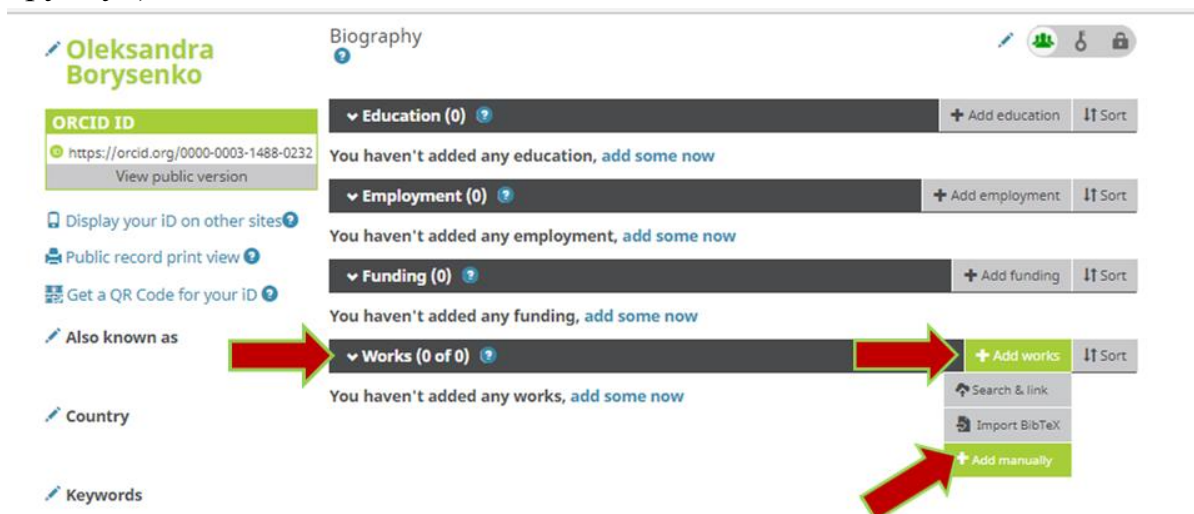 Oleksandra
Borysenko
ORCID ID
https://orcid.org/0000-0003-1488-0232
View public version
Display your iD on other sites
Public record print view
Get a QR Code for your iD
Also known as
Country
Keywords
Biography
Education (0)
+ Add education
Sort
You haven't added any education, add some now
Employment (0)
+ Add employment
Sort
You haven't added any employment, add some now
Funding (0)
+ Add funding
Sort
You haven't added any funding, add some now
Works (0 of 0)
+ Add works
Sort
Search & link
Import BibTeX
+ Add manually
You haven't added any works, add some now